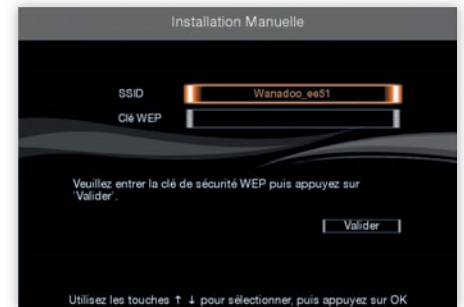 Installation Manuelle
SSID
Wanadoo_ee51
Clé WEP
Veuillez entrer la clé de sécurité WEP puis appuyez sur
'Valider'.
Valider
Utilisez les touches ↑ ↓ pour sélectionner, puis appuyez sur OK